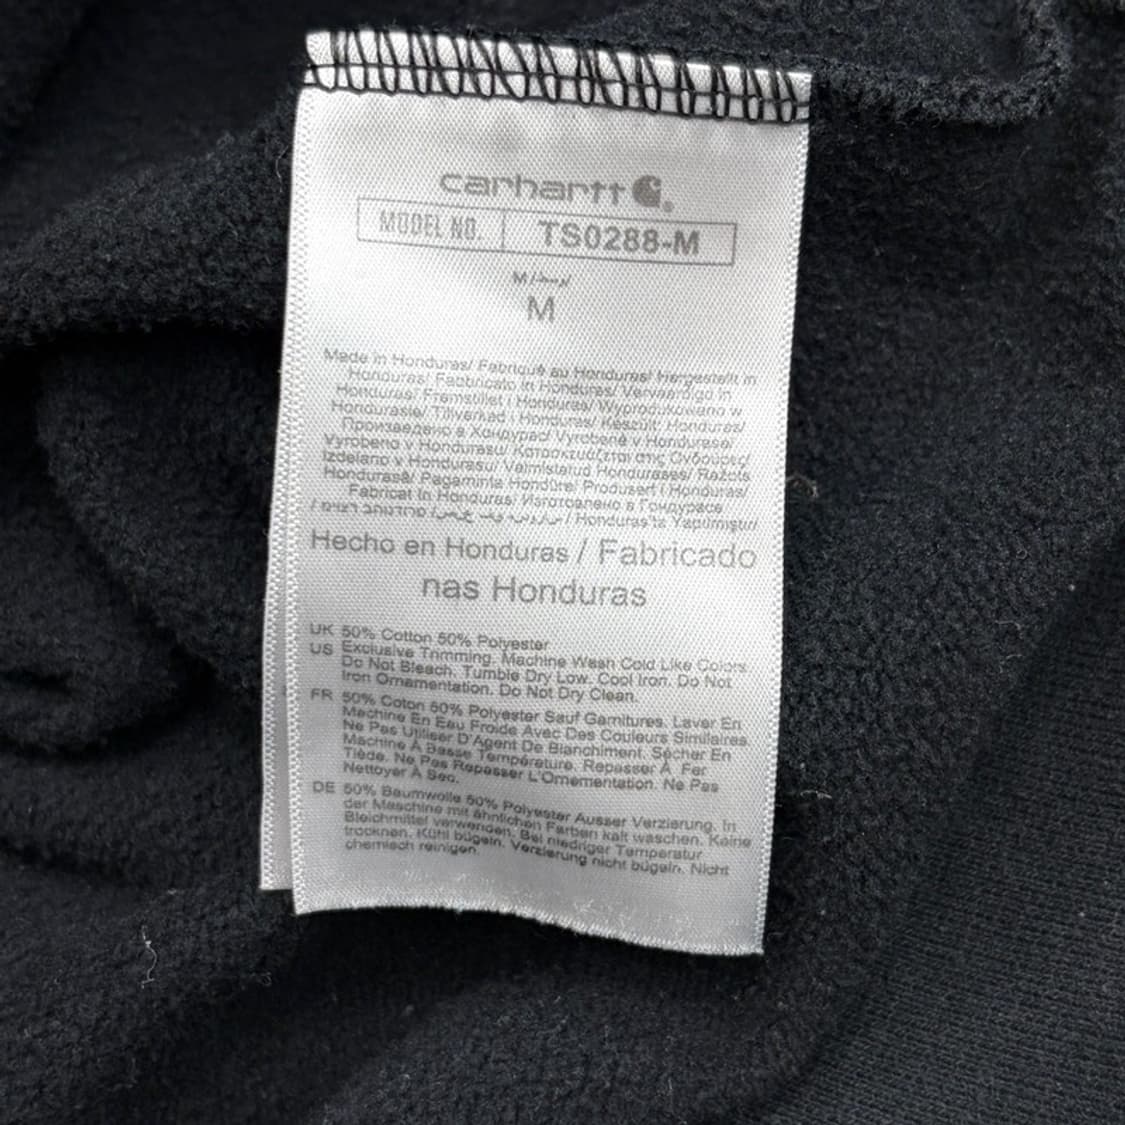 carhartt
MODEL NO. TS0288-M
M
Made in Honduras/ Fabriqué au Honduras/ Hergestellt in
Honduras/ Fabbricato in Honduras/ Vervaardigd in
Honduras/ Fremstillet i Honduras/ Wyprodukowano w
Hondurasie/ Tillverkad i Honduras/ Készült: Honduras/
Произведено в Хондурас/ Vyrobené v Hondurase/
Vyrobeno v Hondurasu/ Κατασκευάζεται στις Ονδούρες/
Izdelano v Hondurasu/ Valmistatud Hondurases/ Ražots
Hondurasā/ Pagaminta Hondūre/ Produsert i Honduras/
Fabricat în Honduras/ Изготовлено в Гондурасе
Honduras'ta Yapılmıştır/
Hecho en Honduras / Fabricado
nas Honduras
UK 50% Cotton 50% Polyester
US Exclusive Trimming. Machine Wash Cold Like Colors.
Do Not Bleach. Tumble Dry Low. Cool Iron. Do Not
Iron Ornamentation. Do Not Dry Clean.
FR 50% Coton 50% Polyester Sauf Garnitures. Laver En
Machine En Eau Froide Avec Des Couleurs Similaires.
Ne Pas Utiliser D'Agent De Blanchiment. Sécher En
Machine À Basse Température. Repasser À Fer
Tiède. Ne Pas Repasser L'Ornementation. Ne Pas
Nettoyer À Sec.
DE 50% Baumwolle 50% Polyester Ausser Verzierung. In
der Maschine mit ähnlichen Farben kalt waschen. Keine
Bleichmittel verwenden. Bei niedriger Temperatur
trocknen. Kühl bügeln. Verzierung nicht bügeln. Nicht
chemisch reinigen.